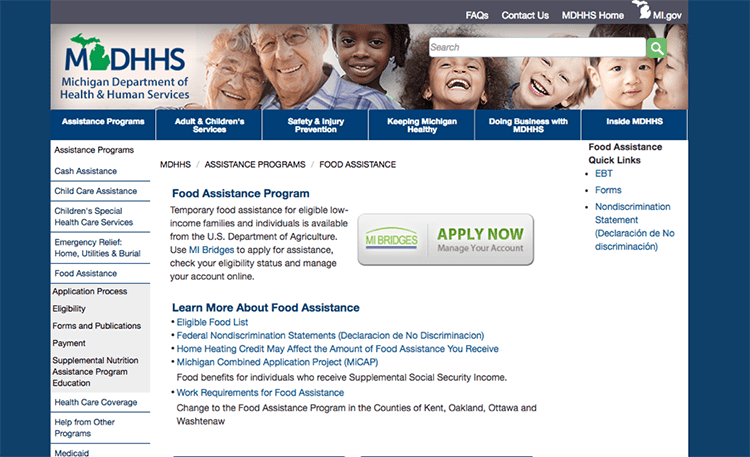 FAQs Contact Us MDHHS Home MI.gov
MDHHS
Michigan Department of
Health & Human Services
Search
Assistance Programs
Adult & Children's
Services
Safety & Injury
Prevention
Keeping Michigan
Healthy
Doing Business with
MDHHS
Inside MDHHS
Assistance Programs
Cash Assistance
Child Care Assistance
Children's Special
Health Care Services
Emergency Relief:
Home, Utilities & Burial
Food Assistance
Application Process
Eligibility
Forms and Publications
Payment
Supplemental Nutrition
Assistance Program
Education
Health Care Coverage
Help from Other
Programs
Medicaid
MDHHS / ASSISTANCE PROGRAMS / FOOD ASSISTANCE
Food Assistance Program
Temporary food assistance for eligible low-
income families and individuals is available
from the U.S. Department of Agriculture.
Use MI Bridges to apply for assistance,
check your eligibility status and manage
your account online.
MI BRIDGES
APPLY NOW
Manage Your Account
Learn More About Food Assistance
• Eligible Food List
• Federal Nondiscrimination Statements (Declaracion de No Discriminacion)
• Home Heating Credit May Affect the Amount of Food Assistance You Receive
• Michigan Combined Application Project (MiCAP)
Food benefits for individuals who receive Supplemental Social Security Income.
• Work Requirements for Food Assistance
Change to the Food Assistance Program in the Counties of Kent, Oakland, Ottawa and
Washtenaw
Food Assistance
Quick Links
• EBT
• Forms
• Nondiscrimination
Statement
(Declaración de No
discriminación)